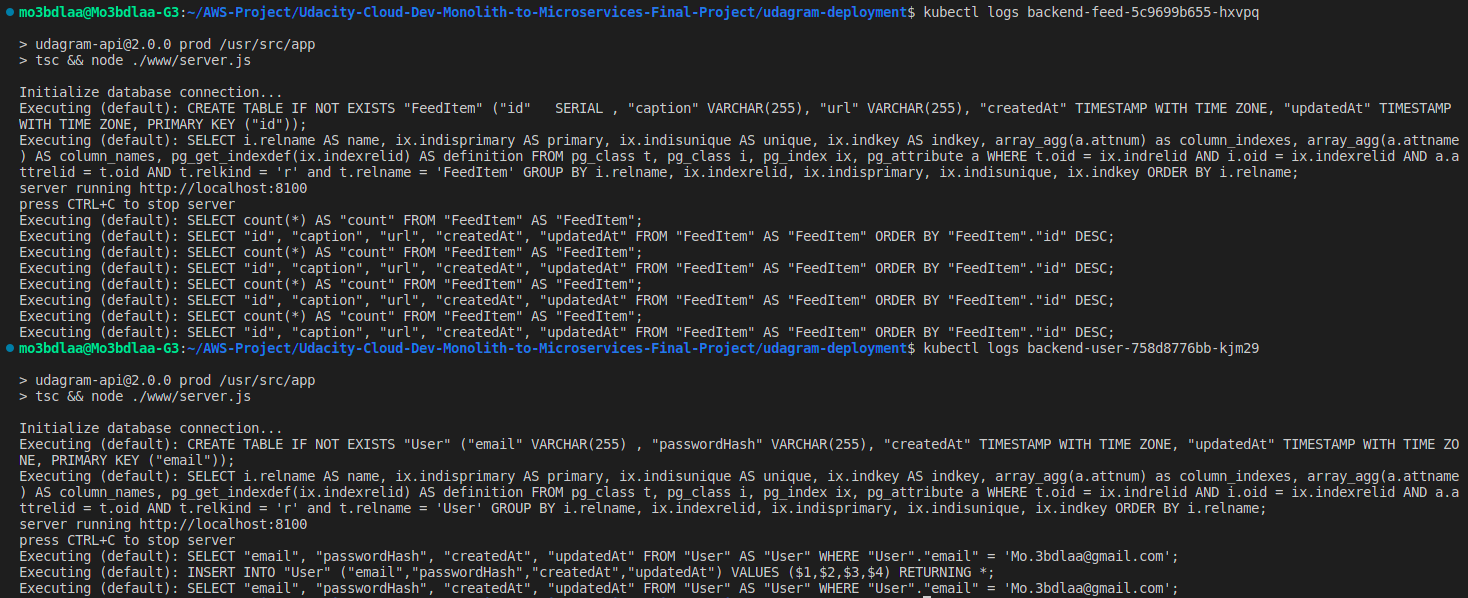 mo3bdlaa@Mo3bdlaa-G3:~/AWS-Project/Udacity-Cloud-Dev-Monolith-to-Microservices-Final-Project/udagram-deployment$ kubectl logs backend-feed-5c9699b655-hxvpq
> udagram-api@2.0.0 prod /usr/src/app
> tsc && node ./www/server.js
Initialize database connection...
Executing (default): CREATE TABLE IF NOT EXISTS "FeedItem" ("id"   SERIAL , "caption" VARCHAR(255), "url" VARCHAR(255), "createdAt" TIMESTAMP WITH TIME ZONE, "updatedAt" TIMESTAMP
WITH TIME ZONE, PRIMARY KEY ("id"));
Executing (default): SELECT i.relname AS name, ix.indisprimary AS primary, ix.indisunique AS unique, ix.indkey AS indkey, array_agg(a.attnum) as column_indexes, array_agg(a.attname
) AS column_names, pg_get_indexdef(ix.indexrelid) AS definition FROM pg_class t, pg_class i, pg_index ix, pg_attribute a WHERE t.oid = ix.indrelid AND i.oid = ix.indexrelid AND a.a
ttrelid = t.oid AND t.relkind = 'r' and t.relname = 'FeedItem' GROUP BY i.relname, ix.indexrelid, ix.indisprimary, ix.indisunique, ix.indkey ORDER BY i.relname;
server running http://localhost:8100
press CTRL+C to stop server
Executing (default): SELECT count(*) AS "count" FROM "FeedItem" AS "FeedItem";
Executing (default): SELECT "id", "caption", "url", "createdAt", "updatedAt" FROM "FeedItem" AS "FeedItem" ORDER BY "FeedItem"."id" DESC;
Executing (default): SELECT count(*) AS "count" FROM "FeedItem" AS "FeedItem";
Executing (default): SELECT "id", "caption", "url", "createdAt", "updatedAt" FROM "FeedItem" AS "FeedItem" ORDER BY "FeedItem"."id" DESC;
Executing (default): SELECT count(*) AS "count" FROM "FeedItem" AS "FeedItem";
Executing (default): SELECT "id", "caption", "url", "createdAt", "updatedAt" FROM "FeedItem" AS "FeedItem" ORDER BY "FeedItem"."id" DESC;
Executing (default): SELECT count(*) AS "count" FROM "FeedItem" AS "FeedItem";
Executing (default): SELECT "id", "caption", "url", "createdAt", "updatedAt" FROM "FeedItem" AS "FeedItem" ORDER BY "FeedItem"."id" DESC;
mo3bdlaa@Mo3bdlaa-G3:~/AWS-Project/Udacity-Cloud-Dev-Monolith-to-Microservices-Final-Project/udagram-deployment$ kubectl logs backend-user-758d8776bb-kjm29
> udagram-api@2.0.0 prod /usr/src/app
> tsc && node ./www/server.js
Initialize database connection...
Executing (default): CREATE TABLE IF NOT EXISTS "User" ("email" VARCHAR(255) , "passwordHash" VARCHAR(255), "createdAt" TIMESTAMP WITH TIME ZONE, "updatedAt" TIMESTAMP WITH TIME ZO
NE, PRIMARY KEY ("email"));
Executing (default): SELECT i.relname AS name, ix.indisprimary AS primary, ix.indisunique AS unique, ix.indkey AS indkey, array_agg(a.attnum) as column_indexes, array_agg(a.attname
) AS column_names, pg_get_indexdef(ix.indexrelid) AS definition FROM pg_class t, pg_class i, pg_index ix, pg_attribute a WHERE t.oid = ix.indrelid AND i.oid = ix.indexrelid AND a.a
ttrelid = t.oid AND t.relkind = 'r' and t.relname = 'User' GROUP BY i.relname, ix.indexrelid, ix.indisprimary, ix.indisunique, ix.indkey ORDER BY i.relname;
server running http://localhost:8100
press CTRL+C to stop server
Executing (default): SELECT "email", "passwordHash", "createdAt", "updatedAt" FROM "User" AS "User" WHERE "User"."email" = 'Mo.3bdlaa@gmail.com';
Executing (default): INSERT INTO "User" ("email","passwordHash","createdAt","updatedAt") VALUES ($1,$2,$3,$4) RETURNING *;
Executing (default): SELECT "email", "passwordHash", "createdAt", "updatedAt" FROM "User" AS "User" WHERE "User"."email" = 'Mo.3bdlaa@gmail.com';